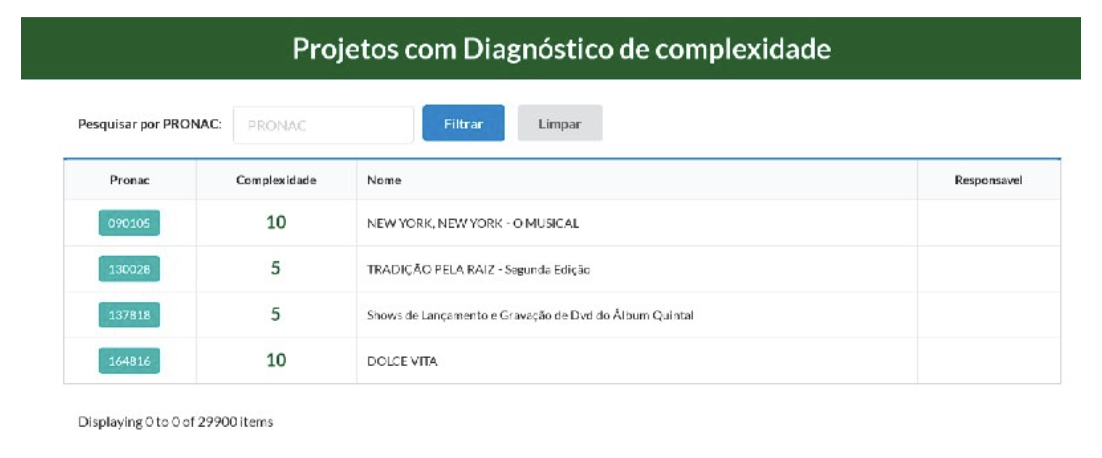 Projetos com Diagnóstico de complexidade
Pesquisar por PRONAC: PRONAC Filtrar Limpar
Pronac Complexidade Nome Responsavel
090105 10 NEW YORK, NEW YORK - O MUSICAL
130028 5 TRADIÇÃO PELA RAIZ - Segunda Edição
137818 5 Shows de Lançamento e Gravação de Dvd do Álbum Quintal
164816 10 DOLCE VITA
Displaying 0 to 0 of 29900 items